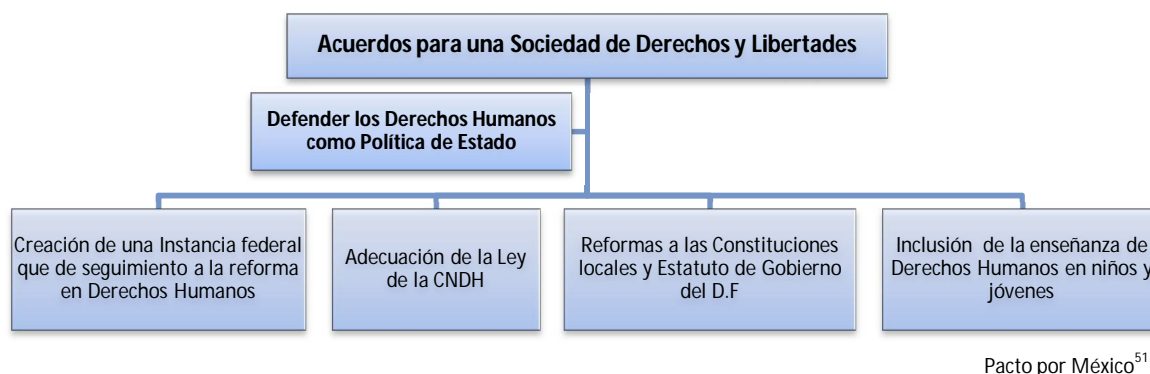 Acuerdos para una Sociedad de Derechos y Libertades
Defender los Derechos Humanos
como Política de Estado
Creación de una Instancia federal
que de seguimiento a la reforma
en Derechos Humanos
Adecuación de la Ley
de la CNDH
Reformas a las Constituciones
locales y Estatuto de Gobierno
del D.F
Inclusión de la enseñanza de
Derechos Humanos en niños y
jóvenes
Pacto por México51